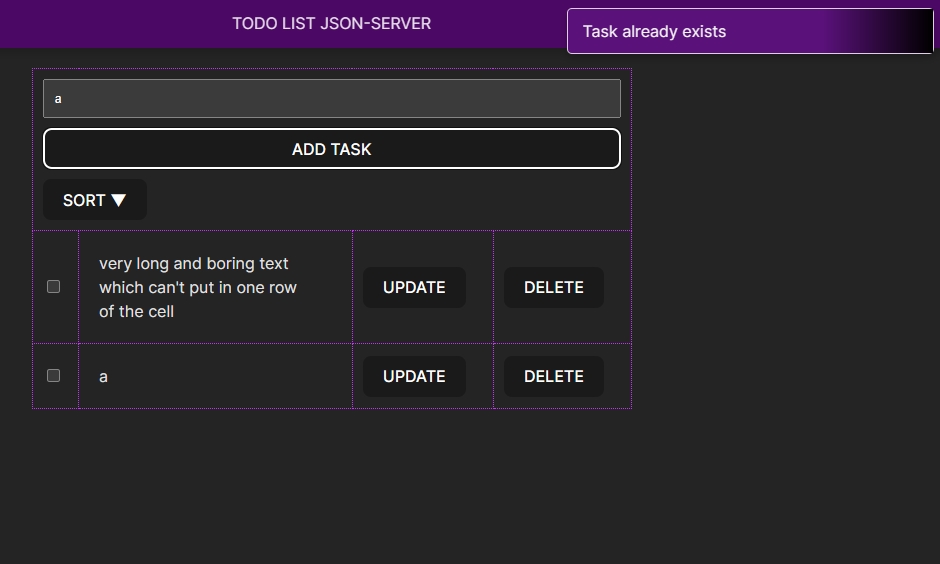 TODO LIST JSON-SERVER
Task already exists
a
ADD TASK
SORT ▼
very long and boring text
which can't put in one row
of the cell
UPDATE
DELETE
a
UPDATE
DELETE